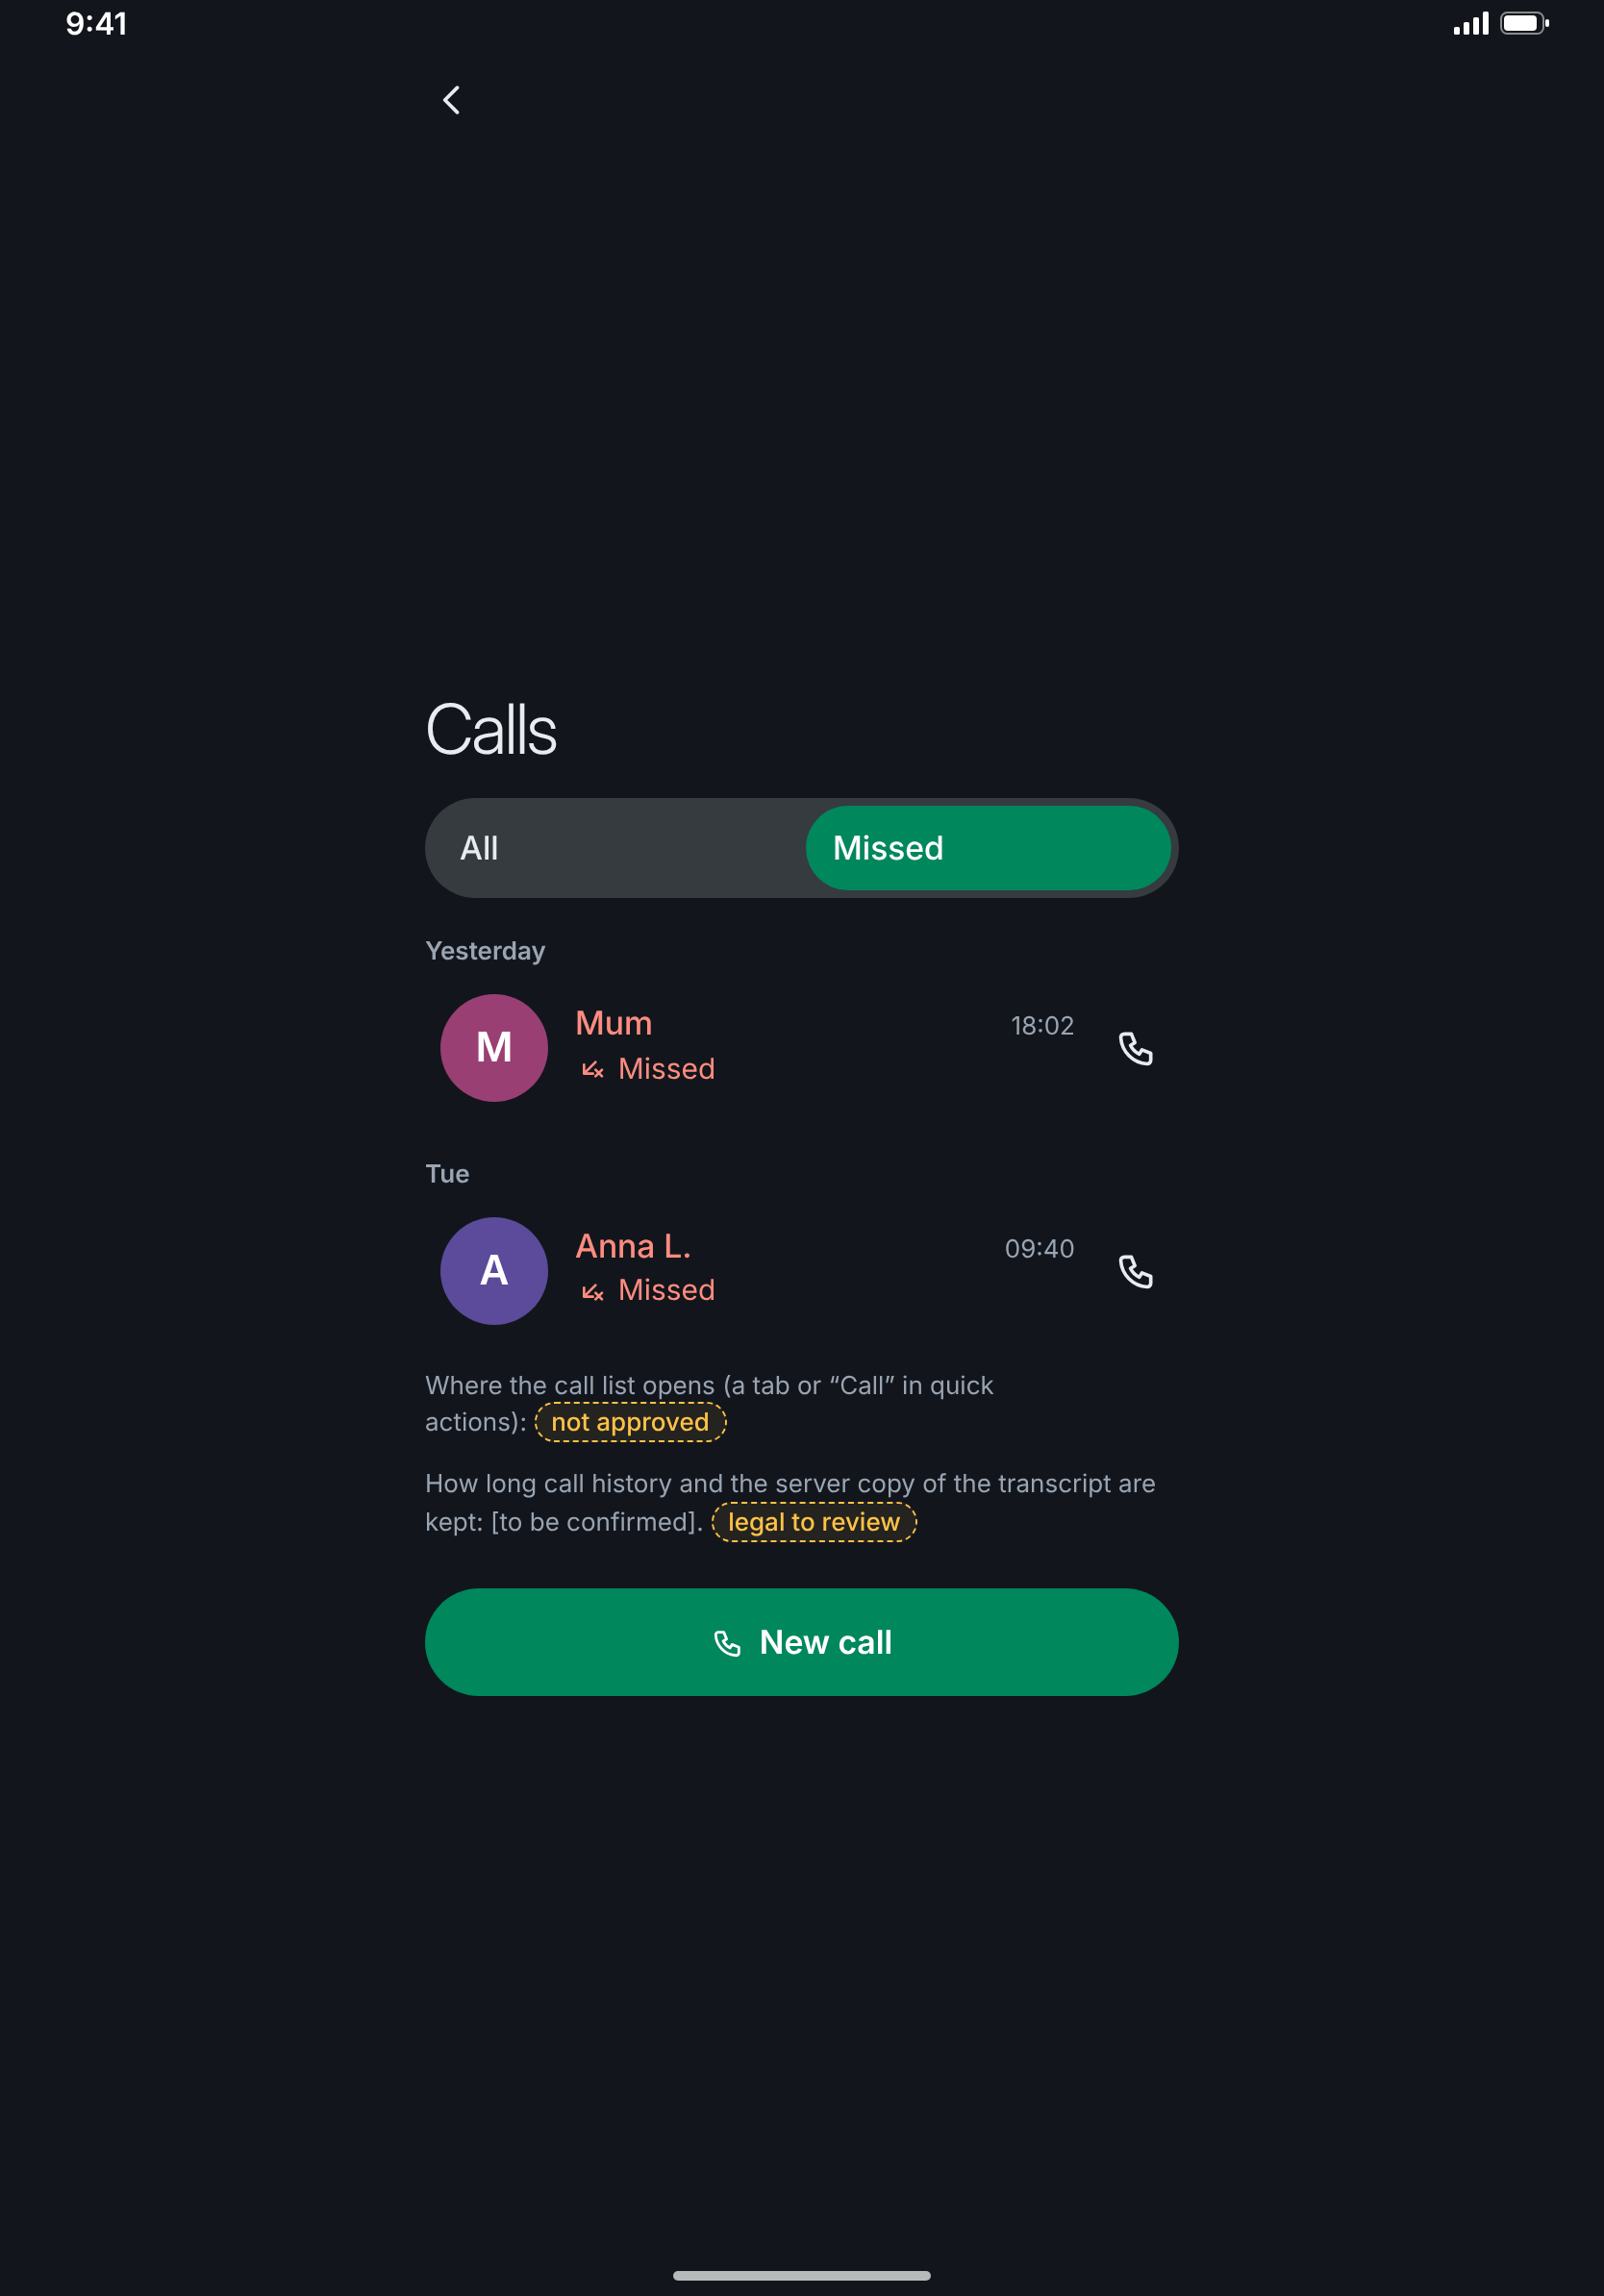 9:41
Calls
All
Missed
Yesterday
M
Mum
18:02
Missed
Tue
A
Anna L.
09:40
Missed
Where the call list opens (a tab or “Call” in quick
actions): not approved
How long call history and the server copy of the transcript are
kept: [to be confirmed]. legal to review
New call